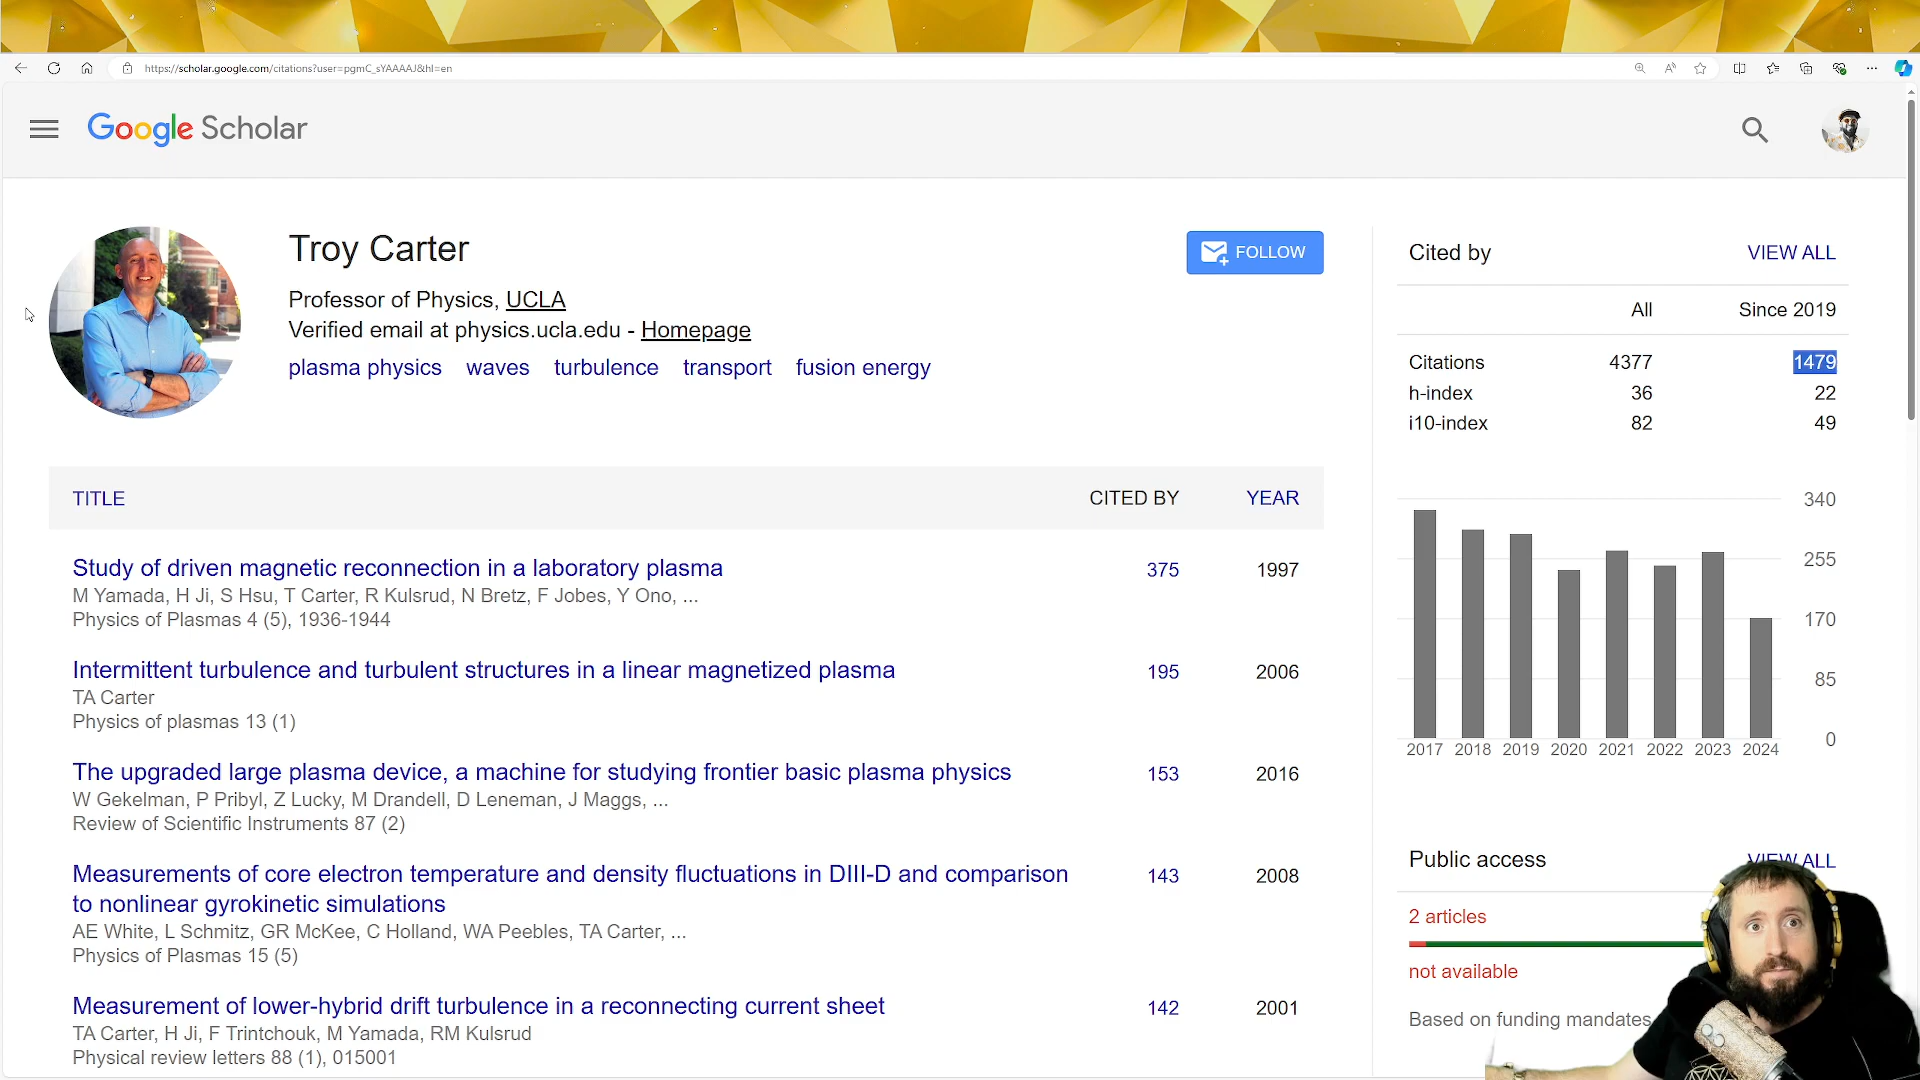 https://scholar.google.com/citations?user=pgmC_sYAAAAJ&hl=en
Google Scholar
Troy Carter
FOLLOW
Professor of Physics, UCLA
Verified email at physics.ucla.edu - Homepage
plasma physics waves turbulence transport fusion energy
TITLE CITED BY YEAR
Study of driven magnetic reconnection in a laboratory plasma 375 1997
M Yamada, H Ji, S Hsu, T Carter, R Kulsrud, N Bretz, F Jobes, Y Ono, ...
Physics of Plasmas 4 (5), 1936-1944
Intermittent turbulence and turbulent structures in a linear magnetized plasma 195 2006
TA Carter
Physics of plasmas 13 (1)
The upgraded large plasma device, a machine for studying frontier basic plasma physics 153 2016
W Gekelman, P Pribyl, Z Lucky, M Drandell, D Leneman, J Maggs, ...
Review of Scientific Instruments 87 (2)
Measurements of core electron temperature and density fluctuations in DIII-D and comparison 143 2008
to nonlinear gyrokinetic simulations
AE White, L Schmitz, GR McKee, C Holland, WA Peebles, TA Carter, ...
Physics of Plasmas 15 (5)
Measurement of lower-hybrid drift turbulence in a reconnecting current sheet 142 2001
TA Carter, H Ji, F Trintchouk, M Yamada, RM Kulsrud
Physical review letters 88 (1), 015001
Cited by VIEW ALL
All Since 2019
Citations 4377 1479
h-index 36 22
i10-index 82 49
340
255
170
85
0
2017 2018 2019 2020 2021 2022 2023 2024
Public access VIEW ALL
2 articles
not available
Based on funding mandates